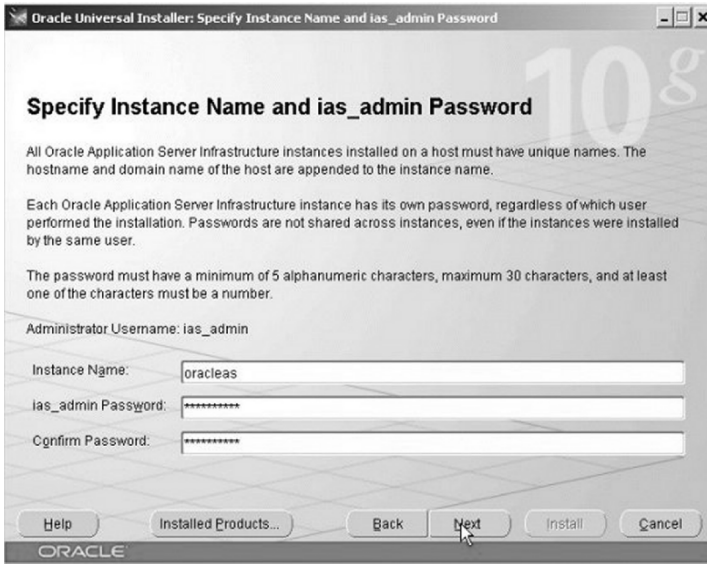 Oracle Universal Installer: Specify Instance Name and ias_admin Password
10g
Specify Instance Name and ias_admin Password
All Oracle Application Server Infrastructure instances installed on a host must have unique names. The
hostname and domain name of the host are appended to the instance name.
Each Oracle Application Server Infrastructure instance has its own password, regardless of which user
performed the installation. Passwords are not shared across instances, even if the instances were installed
by the same user.
The password must have a minimum of 5 alphanumeric characters, maximum 30 characters, and at least
one of the characters must be a number.
Administrator Username: ias_admin
Instance Name: oracleas
ias_admin Password: **********
Confirm Password: **********
Help Installed Products... Back Next Install Cancel
ORACLE